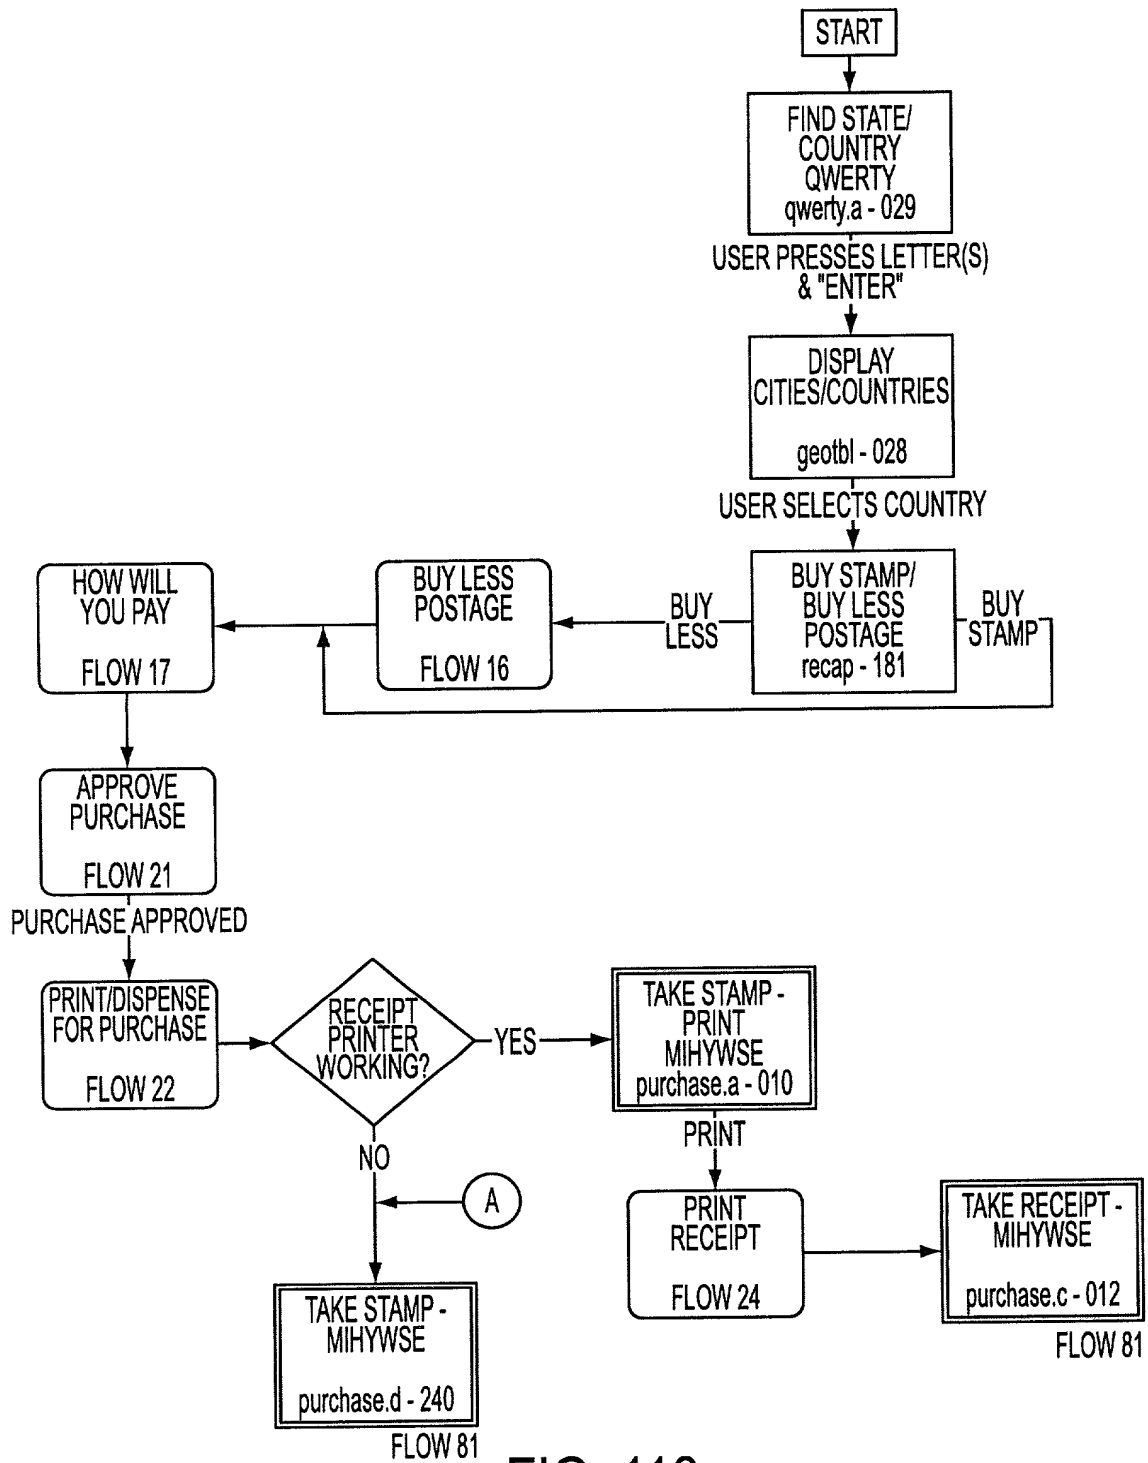 START
FIND STATE/
COUNTRY
QWERTY
qwerty.a - 029
USER PRESSES LETTER(S)
& "ENTER"
DISPLAY
CITIES/COUNTRIES
geotbl - 028
USER SELECTS COUNTRY
BUY STAMP/
BUY LESS
POSTAGE
recap - 181
BUY
STAMP
BUY
LESS
BUY LESS
POSTAGE
FLOW 16
HOW WILL
YOU PAY
FLOW 17
APPROVE
PURCHASE
FLOW 21
PURCHASE APPROVED
PRINT/DISPENSE
FOR PURCHASE
FLOW 22
RECEIPT
PRINTER
WORKING?
YES
TAKE STAMP -
PRINT
MIHYWSE
purchase.a - 010
PRINT
PRINT
RECEIPT
FLOW 24
TAKE RECEIPT -
MIHYWSE
purchase.c - 012
FLOW 81
NO
A
TAKE STAMP -
MIHYWSE
purchase.d - 240
FLOW 81